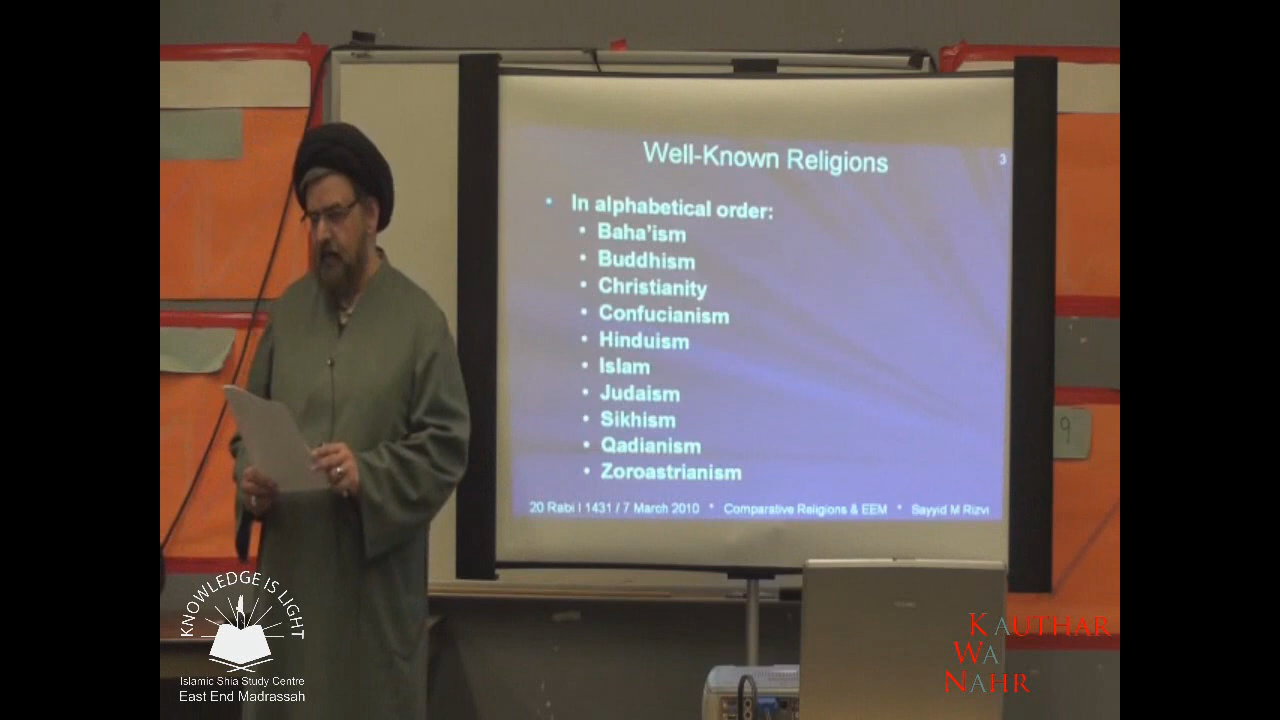 Well-Known Religions
3
• In alphabetical order:
• Baha'ism
• Buddhism
• Christianity
• Confucianism
• Hinduism
• Islam
• Judaism
• Sikhism
• Qadianism
• Zoroastrianism
20 Rabi I 1431 / 7 March 2010 * Comparative Religions & EEM * Sayyid M Rizvi
9
KNOWLEDGE IS LIGHT
Islamic Shia Study Centre
East End Madrassah
KAUTHAR
WA
NAHR